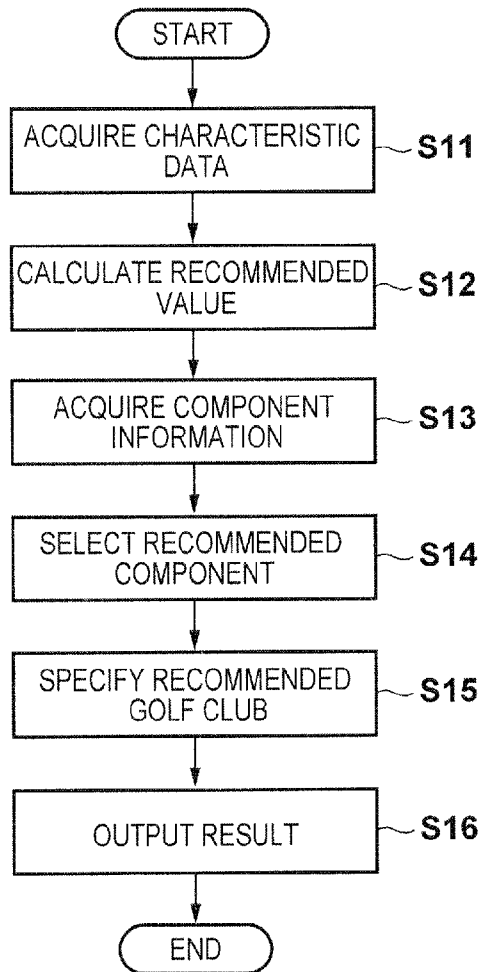 START
ACQUIRE CHARACTERISTIC
DATA
S11
CALCULATE RECOMMENDED
VALUE
S12
ACQUIRE COMPONENT
INFORMATION
S13
SELECT RECOMMENDED
COMPONENT
S14
SPECIFY RECOMMENDED
GOLF CLUB
S15
OUTPUT RESULT
S16
END